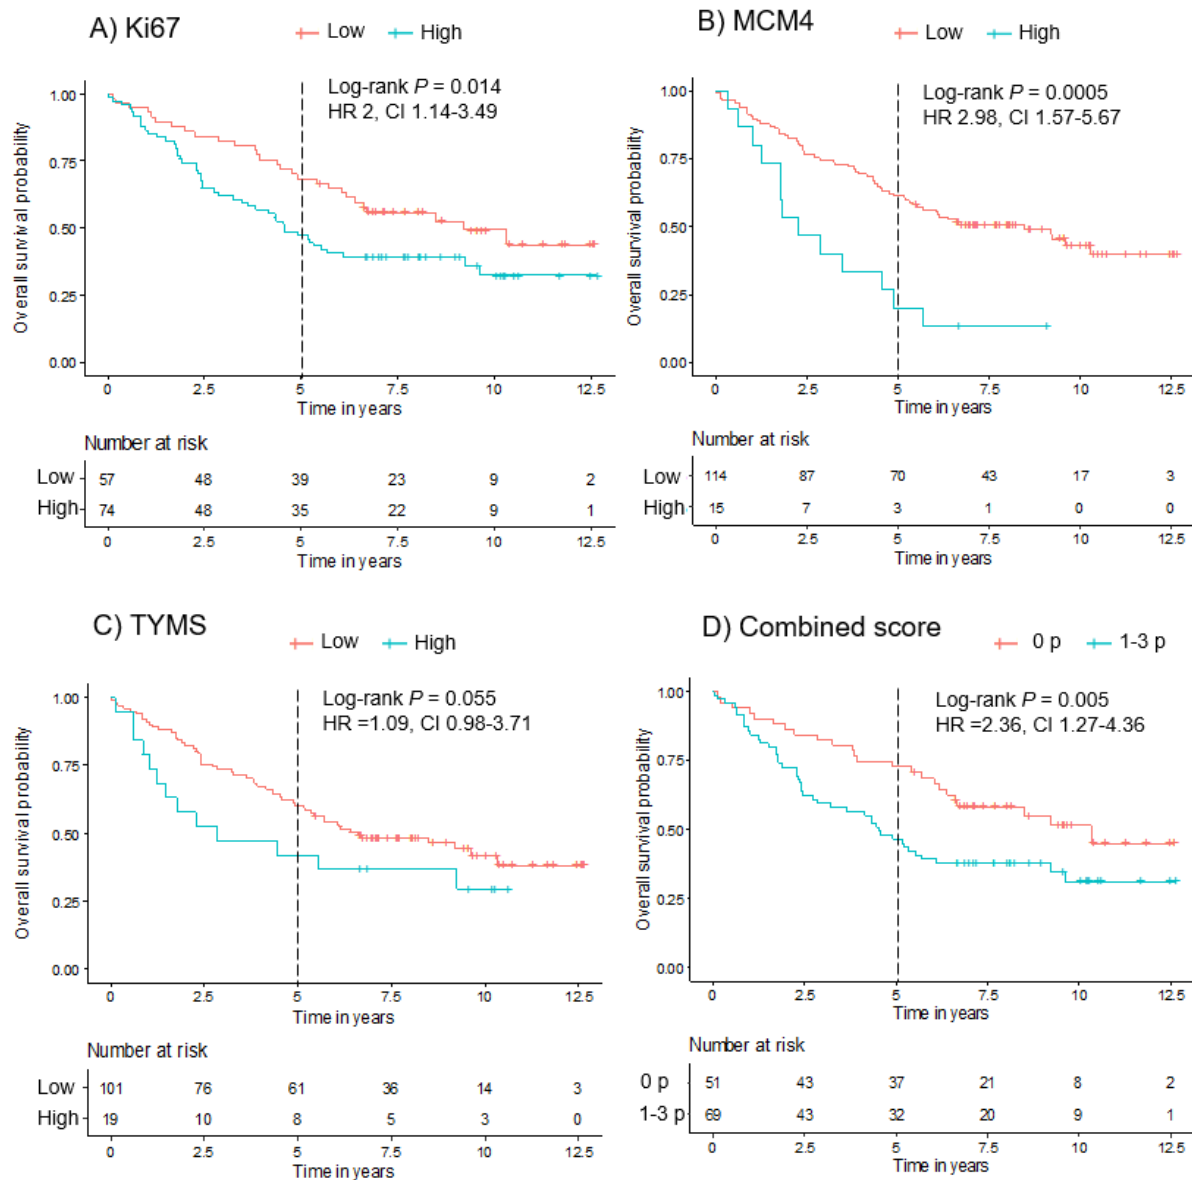 A) Ki67
Low High
Log-rank P = 0.014
HR 2, CI 1.14-3.49
Overall survival probability
1.00
0.75
0.50
0.25
0.00
0 2.5 5 7.5 10 12.5
Time in years
Number at risk
Low 57 48 39 23 9 2
High 74 48 35 22 9 1
0 2.5 5 7.5 10 12.5
Time in years
B) MCM4
Low High
Log-rank P = 0.0005
HR 2.98, CI 1.57-5.67
Overall survival probability
1.00
0.75
0.50
0.25
0.00
0 2.5 5 7.5 10 12.5
Time in years
Number at risk
Low 114 87 70 43 17 3
High 15 7 3 1 0 0
0 2.5 5 7.5 10 12.5
Time in years
C) TYMS
Low High
Log-rank P = 0.055
HR =1.09, CI 0.98-3.71
Overall survival probability
1.00
0.75
0.50
0.25
0.00
0 2.5 5 7.5 10 12.5
Time in years
Number at risk
Low 101 76 61 36 14 3
High 19 10 8 5 3 0
0 2.5 5 7.5 10 12.5
Time in years
D) Combined score
0 p 1-3 p
Log-rank P = 0.005
HR =2.36, CI 1.27-4.36
Overall survival probability
1.00
0.75
0.50
0.25
0.00
0 2.5 5 7.5 10 12.5
Time in years
Number at risk
0 p 51 43 37 21 8 2
1-3 p 69 43 32 20 9 1
0 2.5 5 7.5 10 12.5
Time in years